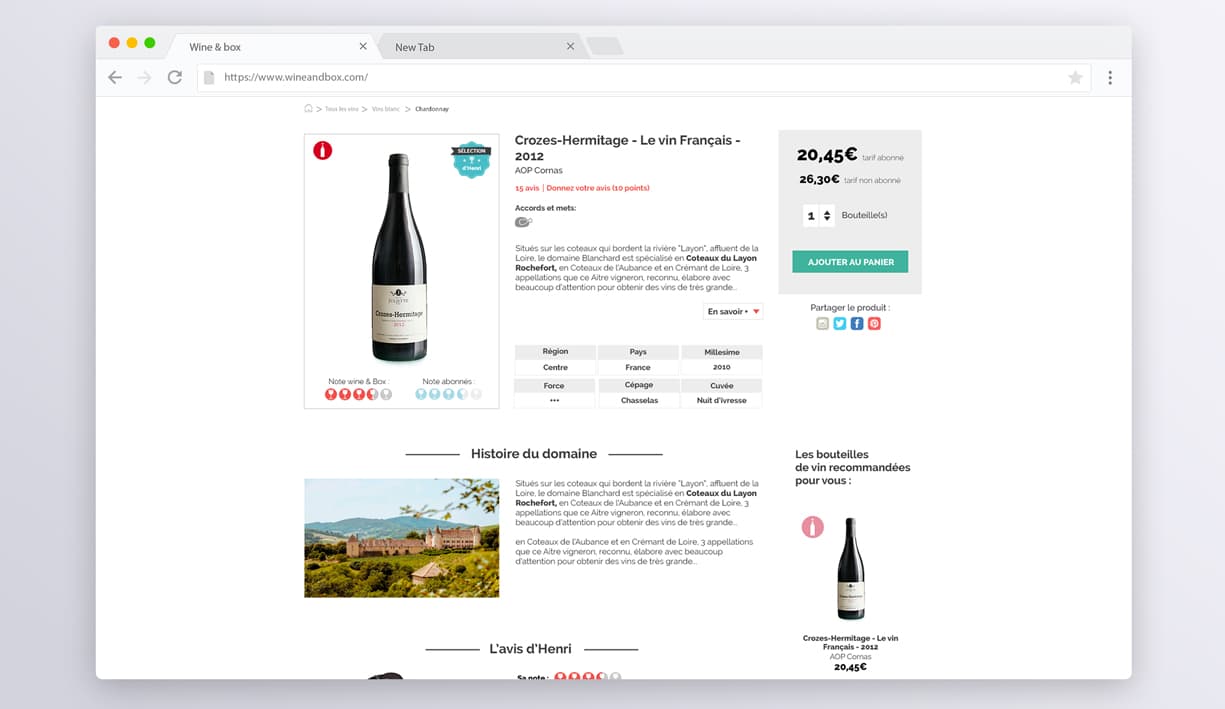 Wine & box
New Tab
https://www.wineandbox.com/
> Tous les vins > Vins blanc > Chardonnay
SÉLECTION
d'Henri
JULIETTE
Crozes-Hermitage
2012
Note wine & Box :
Note abonnés :
Crozes-Hermitage - Le vin Français -
2012
AOP Cornas
15 avis | Donnez votre avis (10 points)
Accords et mets:
Situés sur les coteaux qui bordent la rivière "Layon", affluent de la
Loire, le domaine Blanchard est spécialisé en Coteaux du Layon
Rochefort, en Coteaux de l'Aubance et en Crémant de Loire, 3
appellations que ce Aitre vigneron, reconnu, élabore avec
beaucoup d'attention pour obtenir des vins de très grande...
En savoir +
Région Pays Millesime
Centre France 2010
Force Cépage Cuvée
••• Chasselas Nuit d'ivresse
20,45€ tarif abonné
26,30€ tarif non abonné
1 Bouteille(s)
AJOUTER AU PANIER
Partager le produit :
Histoire du domaine
Situés sur les coteaux qui bordent la rivière "Layon", affluent de la
Loire, le domaine Blanchard est spécialisé en Coteaux du Layon
Rochefort, en Coteaux de l'Aubance et en Crémant de Loire, 3
appellations que ce Aitre vigneron, reconnu, élabore avec
beaucoup d'attention pour obtenir des vins de très grande...
en Coteaux de l'Aubance et en Crémant de Loire, 3 appellations
que ce Aitre vigneron, reconnu, élabore avec beaucoup
d'attention pour obtenir des vins de très grande...
Les bouteilles
de vin recommandées
pour vous :
Crozes-Hermitage - Le vin
Français - 2012
AOP Cornas
20,45€
L'avis d'Henri
Sa note :